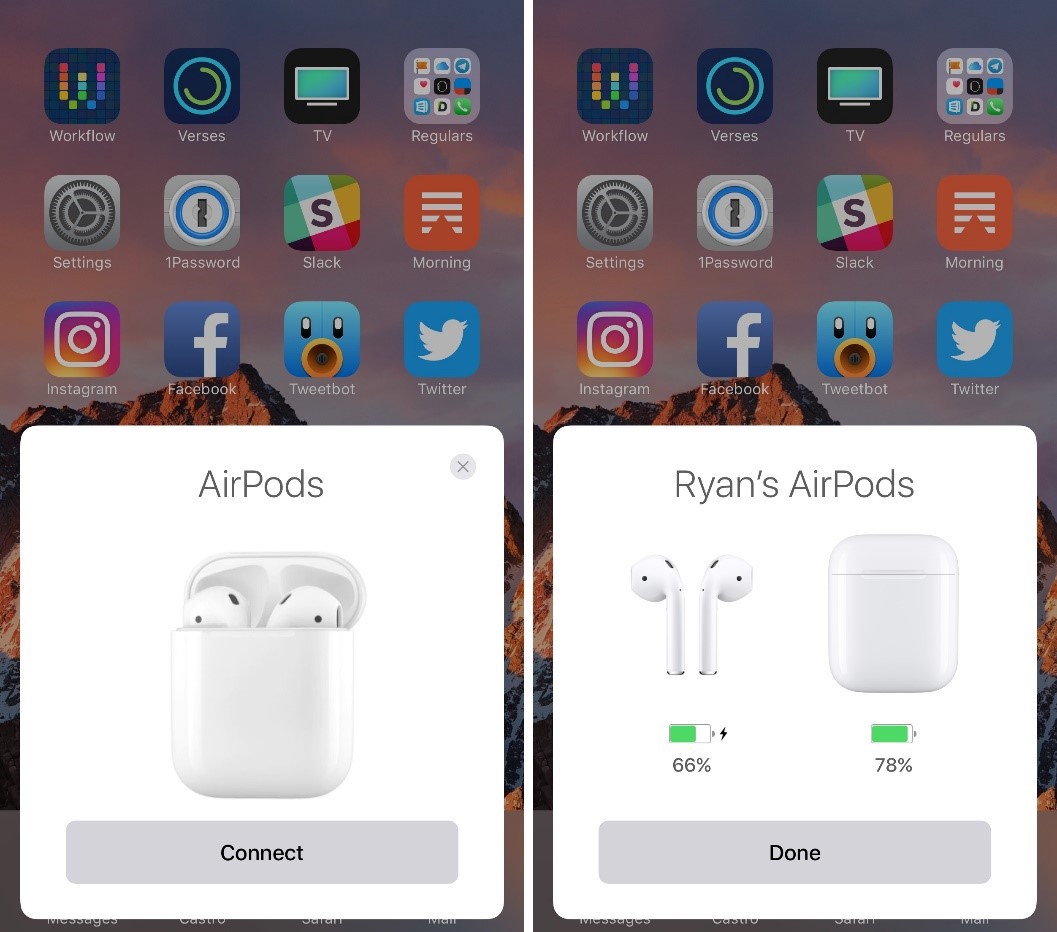 Workflow Verses TV Regulars
Settings 1Password Slack Morning
Instagram Facebook Tweetbot Twitter
AirPods
Connect
Messages Castro Safari Mail
Workflow Verses TV Regulars
Settings 1Password Slack Morning
Instagram Facebook Tweetbot Twitter
Ryan's AirPods
66% 78%
Done
Messages Castro Safari Mail